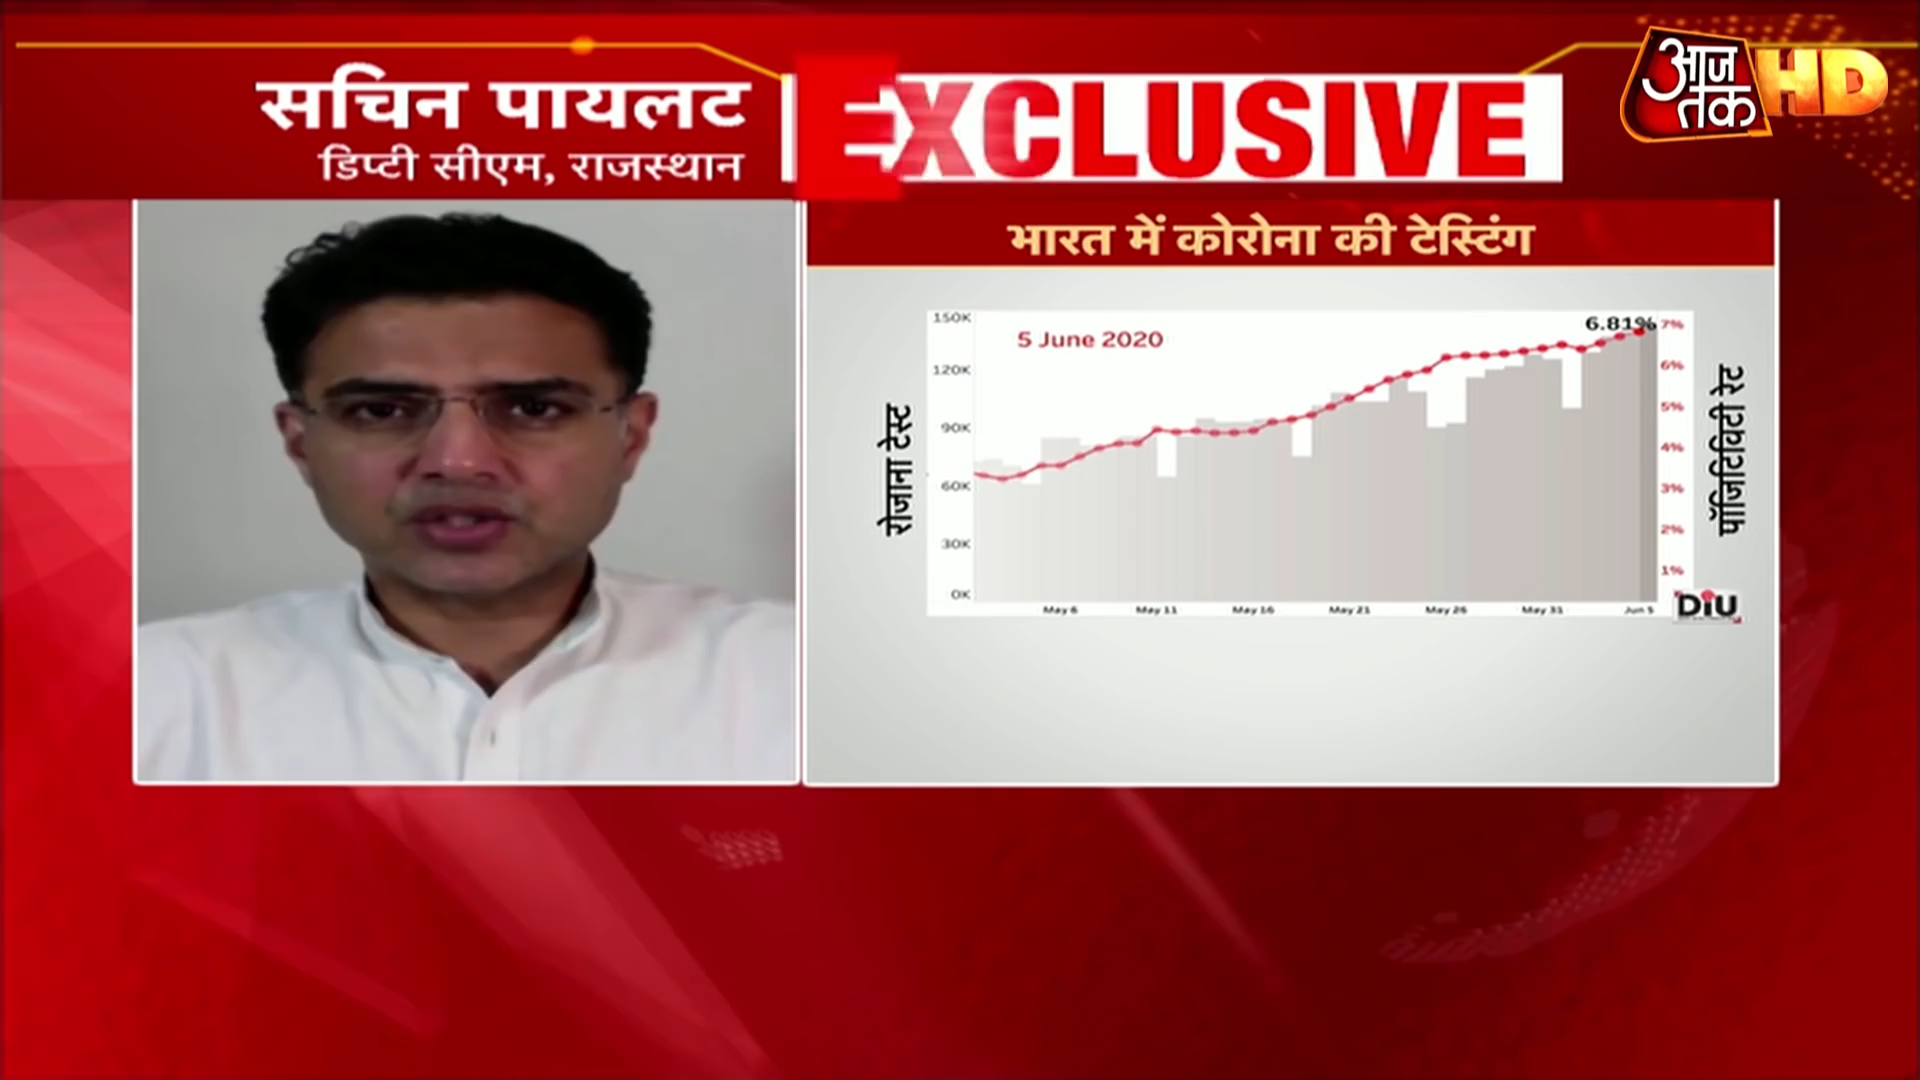 सचिन पायलट
डिप्टी सीएम, राजस्थान
EXCLUSIVE
आज
तक
HD
भारत में कोरोना की टेस्टिंग
5 June 2020
6.81%
रोजाना टेस्ट
150K
120K
90K
60K
30K
0K
7%
6%
5%
4%
3%
2%
1%
पॉजिटिविटी रेट
May 6 May 11 May 16 May 21 May 26 May 31 Jun 5
DiU